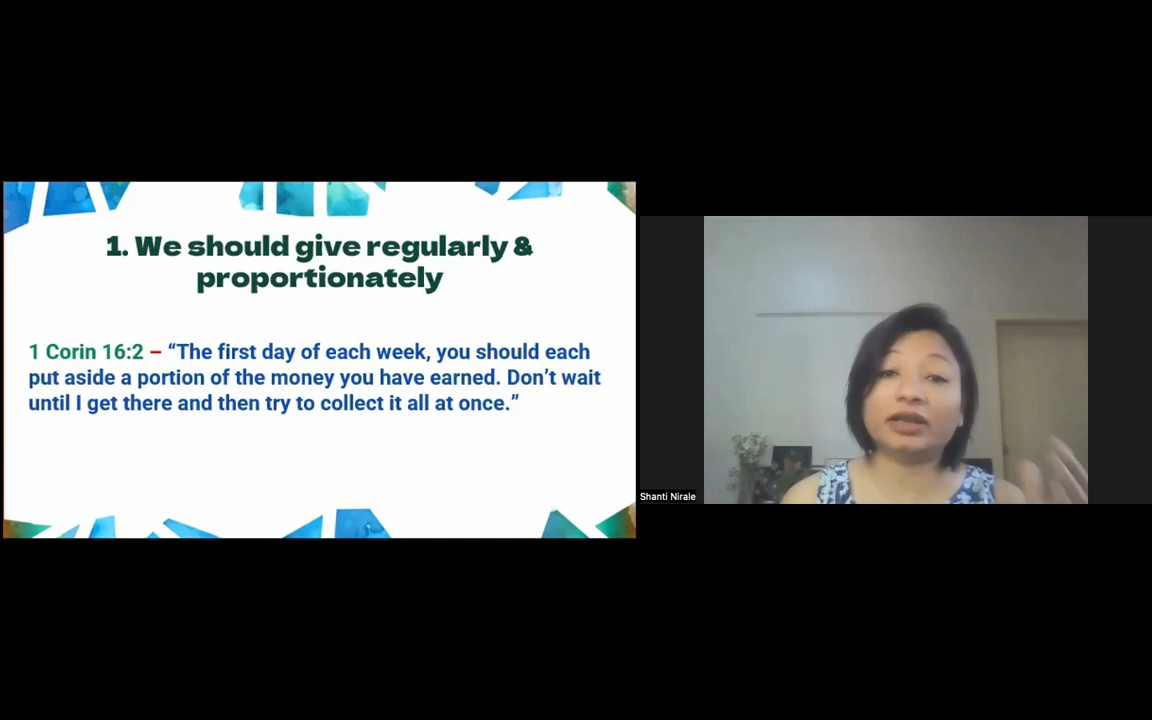 1. We should give regularly &
proportionately
1 Corin 16:2 – “The first day of each week, you should each
put aside a portion of the money you have earned. Don’t wait
until I get there and then try to collect it all at once.”
Shanti Nirale